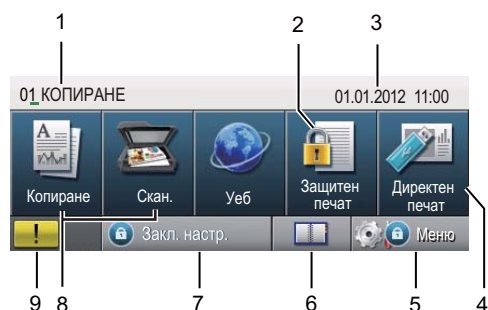 1 2 3
01 КОПИРАНЕ 01.01.2012 11:00
A
Копиране Скан. Уеб Защитен печат Директен печат
! Закл. настр. Меню
9 8 7 6 5 4